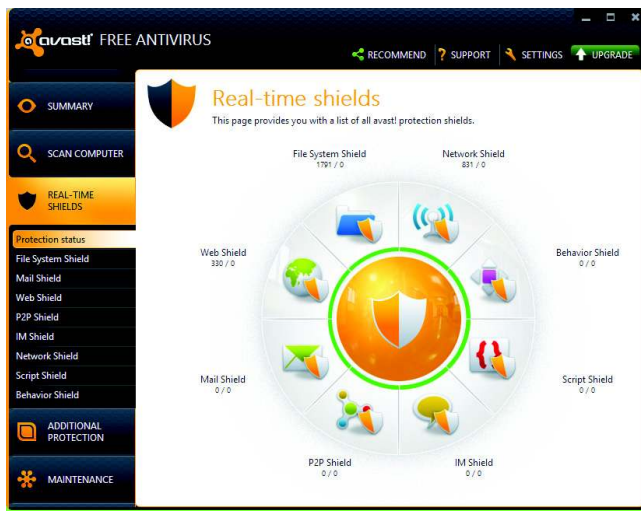 avast! FREE ANTIVIRUS
RECOMMEND ? SUPPORT SETTINGS UPGRADE
SUMMARY
SCAN COMPUTER
REAL-TIME
SHIELDS
Protection status
File System Shield
Mail Shield
Web Shield
P2P Shield
IM Shield
Network Shield
Script Shield
Behavior Shield
ADDITIONAL
PROTECTION
MAINTENANCE
Real-time shields
This page provides you with a list of all avast! protection shields.
File System Shield
1791 / 0
Network Shield
831 / 0
Web Shield
330 / 0
Behavior Shield
0 / 0
Mail Shield
0 / 0
Script Shield
0 / 0
P2P Shield
0 / 0
IM Shield
0 / 0